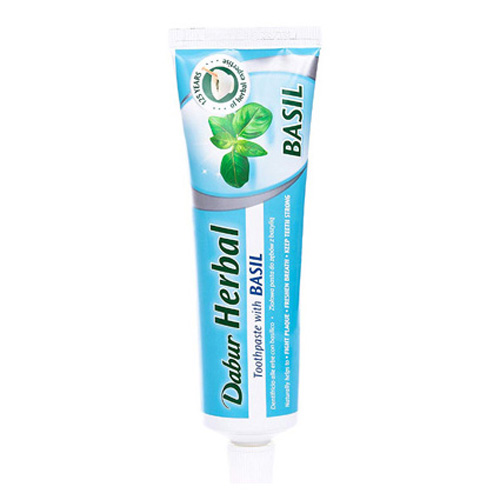 125 YEARS
of herbal expertise
BASIL
Dabur Herbal
Toothpaste with BASIL
Dentifricio alle erbe con basilico • Ziołowa pasta do zębów z bazylią
Naturally helps to • FIGHT PLAQUE • FRESHEN BREATH • KEEP TEETH STRONG